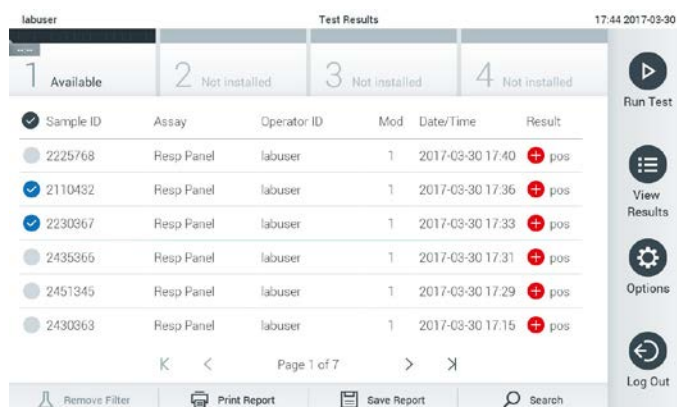 labuser Test Results 17:44 2017-03-30
1 Available 2 Not installed 3 Not installed 4 Not installed
Run Test
Sample ID Assay Operator ID Mod Date/Time Result
2225768 Resp Panel labuser 1 2017-03-30 17:40 pos
2110432 Resp Panel labuser 1 2017-03-30 17:36 pos
View Results
2230367 Resp Panel labuser 1 2017-03-30 17:33 pos
2435366 Resp Panel labuser 1 2017-03-30 17:31 pos
Options
2451345 Resp Panel labuser 1 2017-03-30 17:29 pos
2430363 Resp Panel labuser 1 2017-03-30 17:15 pos
Page 1 of 7
Log Out
Remove Filter Print Report Save Report Search